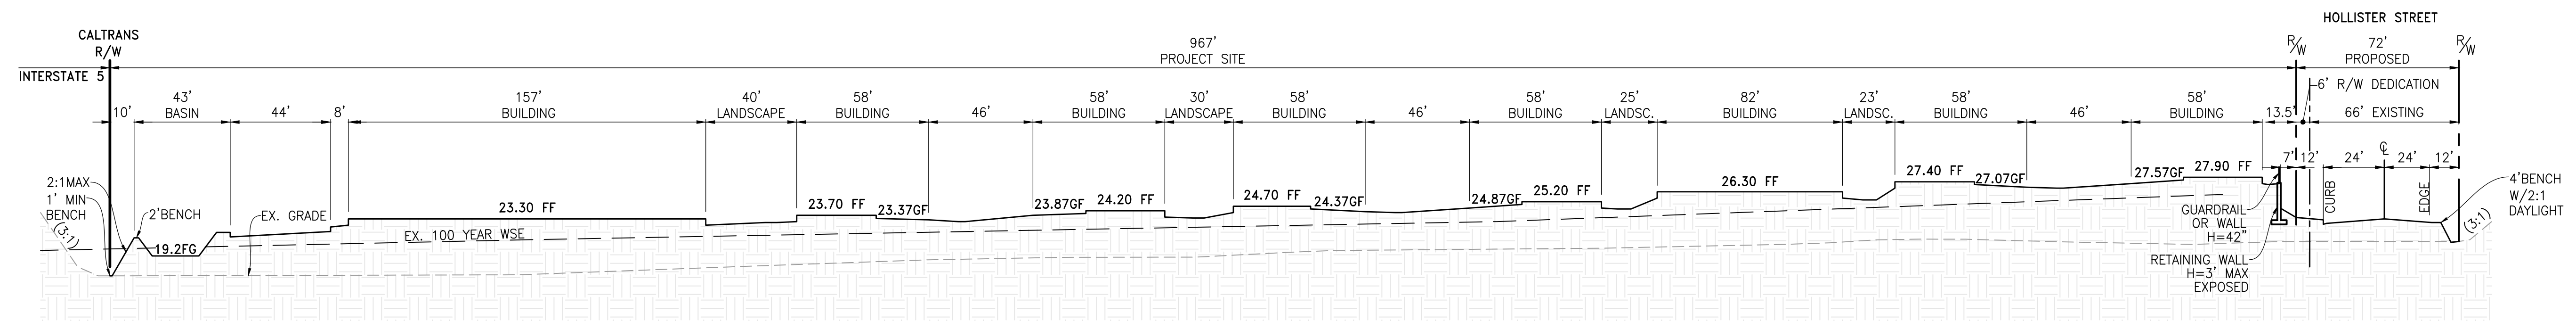 HOLLISTER STREET
CALTRANS
R/W
INTERSTATE 5
967'
PROJECT SITE
R/W
72'
PROPOSED
R/W
6' R/W DEDICATION
10'
43'
BASIN
44'
8'
157'
BUILDING
40'
LANDSCAPE
58'
BUILDING
46'
58'
BUILDING
30'
LANDSCAPE
58'
BUILDING
46'
58'
BUILDING
25'
LANDSC.
82'
BUILDING
23'
LANDSC.
58'
BUILDING
46'
58'
BUILDING
13.5'
66' EXISTING
7'
12'
24'
℄
24'
12'
2:1MAX
1' MIN
BENCH
(3:1)
2'BENCH
19.2FG
EX. GRADE
23.30 FF
EX. 100 YEAR WSE
23.70 FF
23.37GF
23.87GF
24.20 FF
24.70 FF
24.37GF
24.87GF
25.20 FF
26.30 FF
27.40 FF
27.07GF
27.57GF
27.90 FF
GUARDRAIL
OR WALL
H=42"
RETAINING WALL
H=3' MAX
EXPOSED
CURB
EDGE
4'BENCH
W/2:1
DAYLIGHT
(3:1)